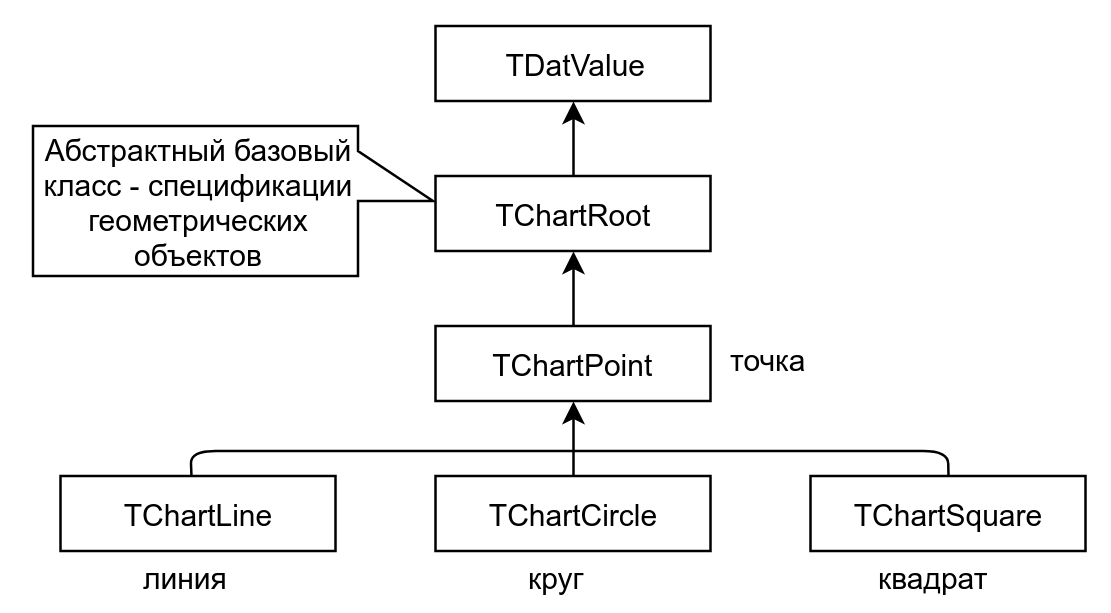 TDatValue
Абстрактный базовый
класс - спецификации
геометрических
объектов
TChartRoot
TChartPoint
точка
TChartLine
TChartCircle
TChartSquare
линия
круг
квадрат